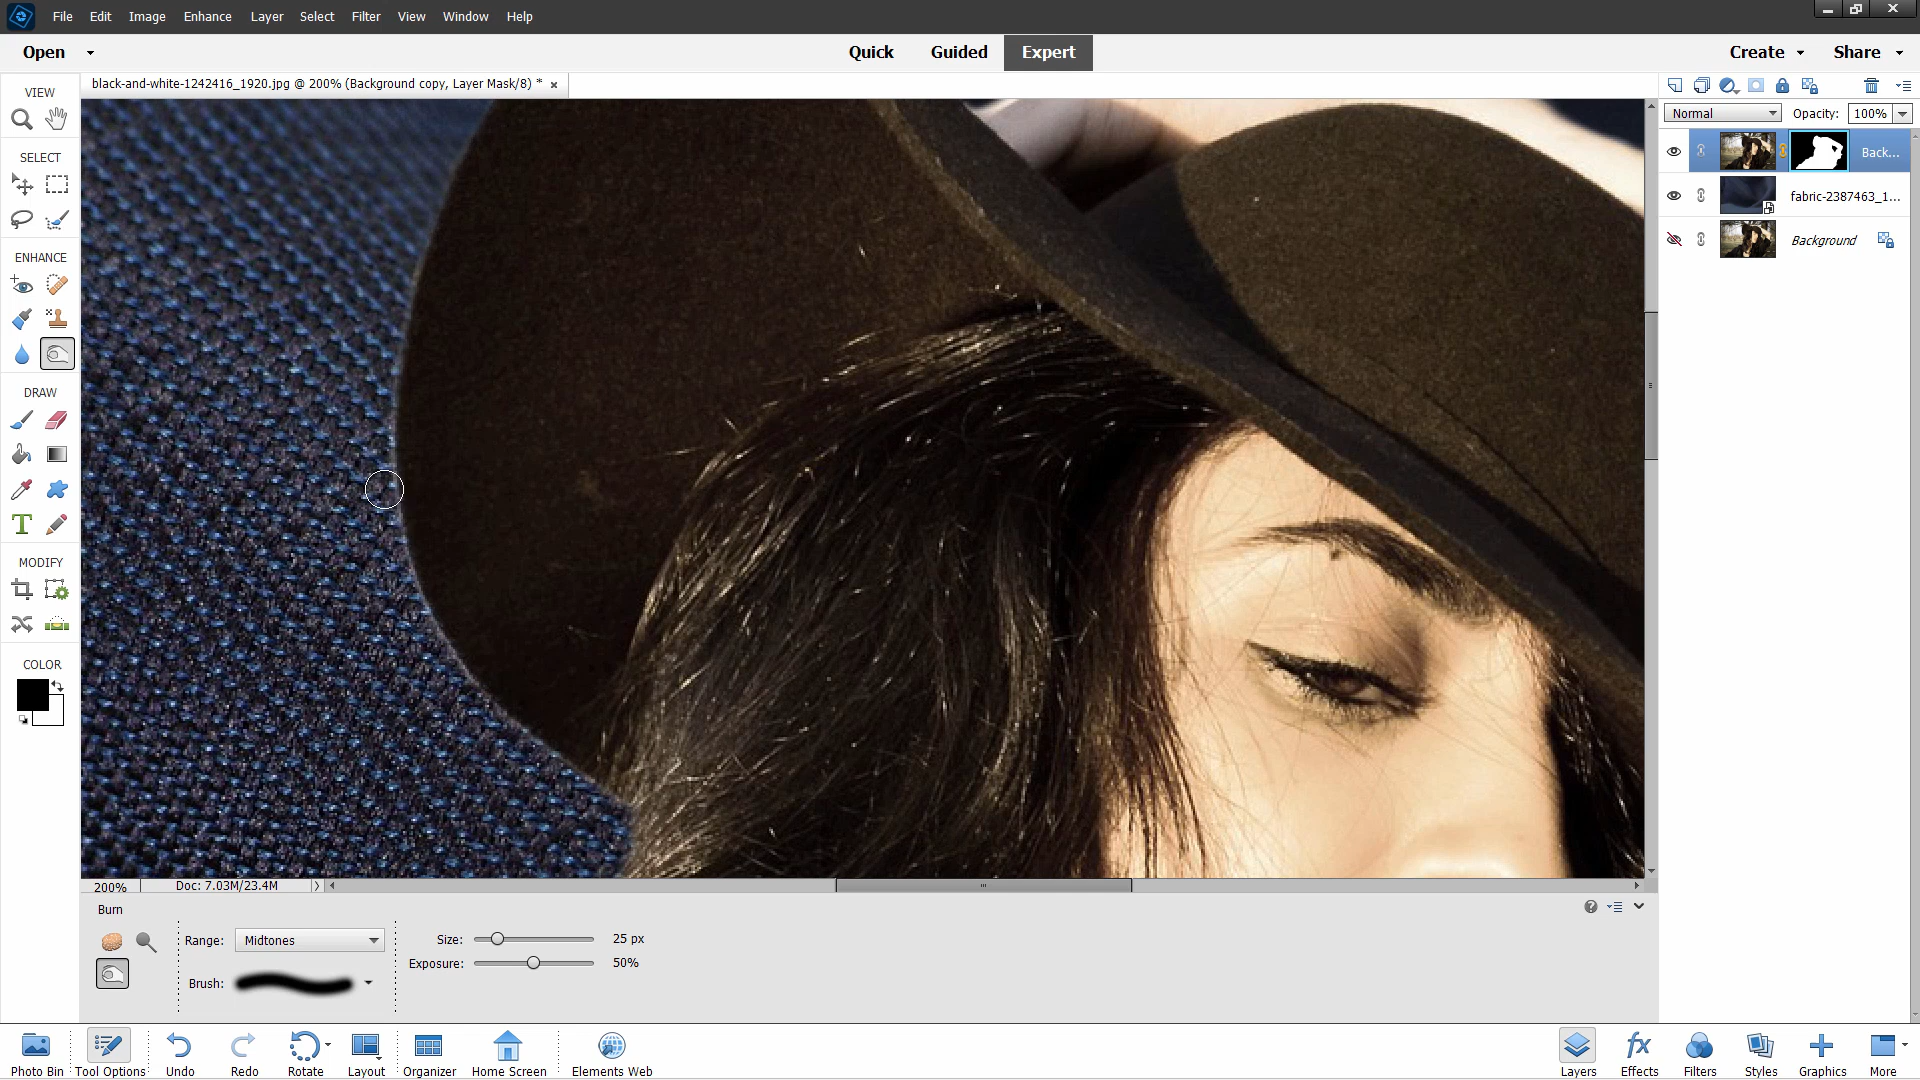 File Edit Image Enhance Layer Select Filter View Window Help
Open Quick Guided Expert Create Share
VIEW
black-and-white-1242416_1920.jpg @ 200% (Background copy, Layer Mask/8) *
Normal Opacity: 100%
Back...
SELECT
fabric-2387463_1...
Background
ENHANCE
DRAW
T
MODIFY
COLOR
200% Doc: 7.03M/23.4M
Burn
Range: Midtones Size: 25 px
Exposure: 50%
Brush:
fx
Photo Bin Tool Options Undo Redo Rotate Layout Organizer Home Screen Elements Web Layers Effects Filters Styles Graphics More